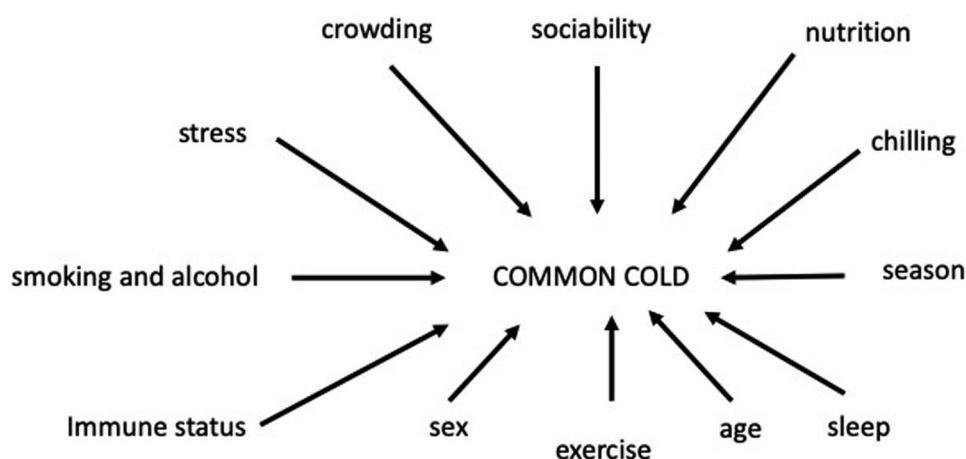 crowding
sociability
nutrition
stress
chilling
smoking and alcohol
COMMON COLD
season
Immune status
sex
exercise
age
sleep